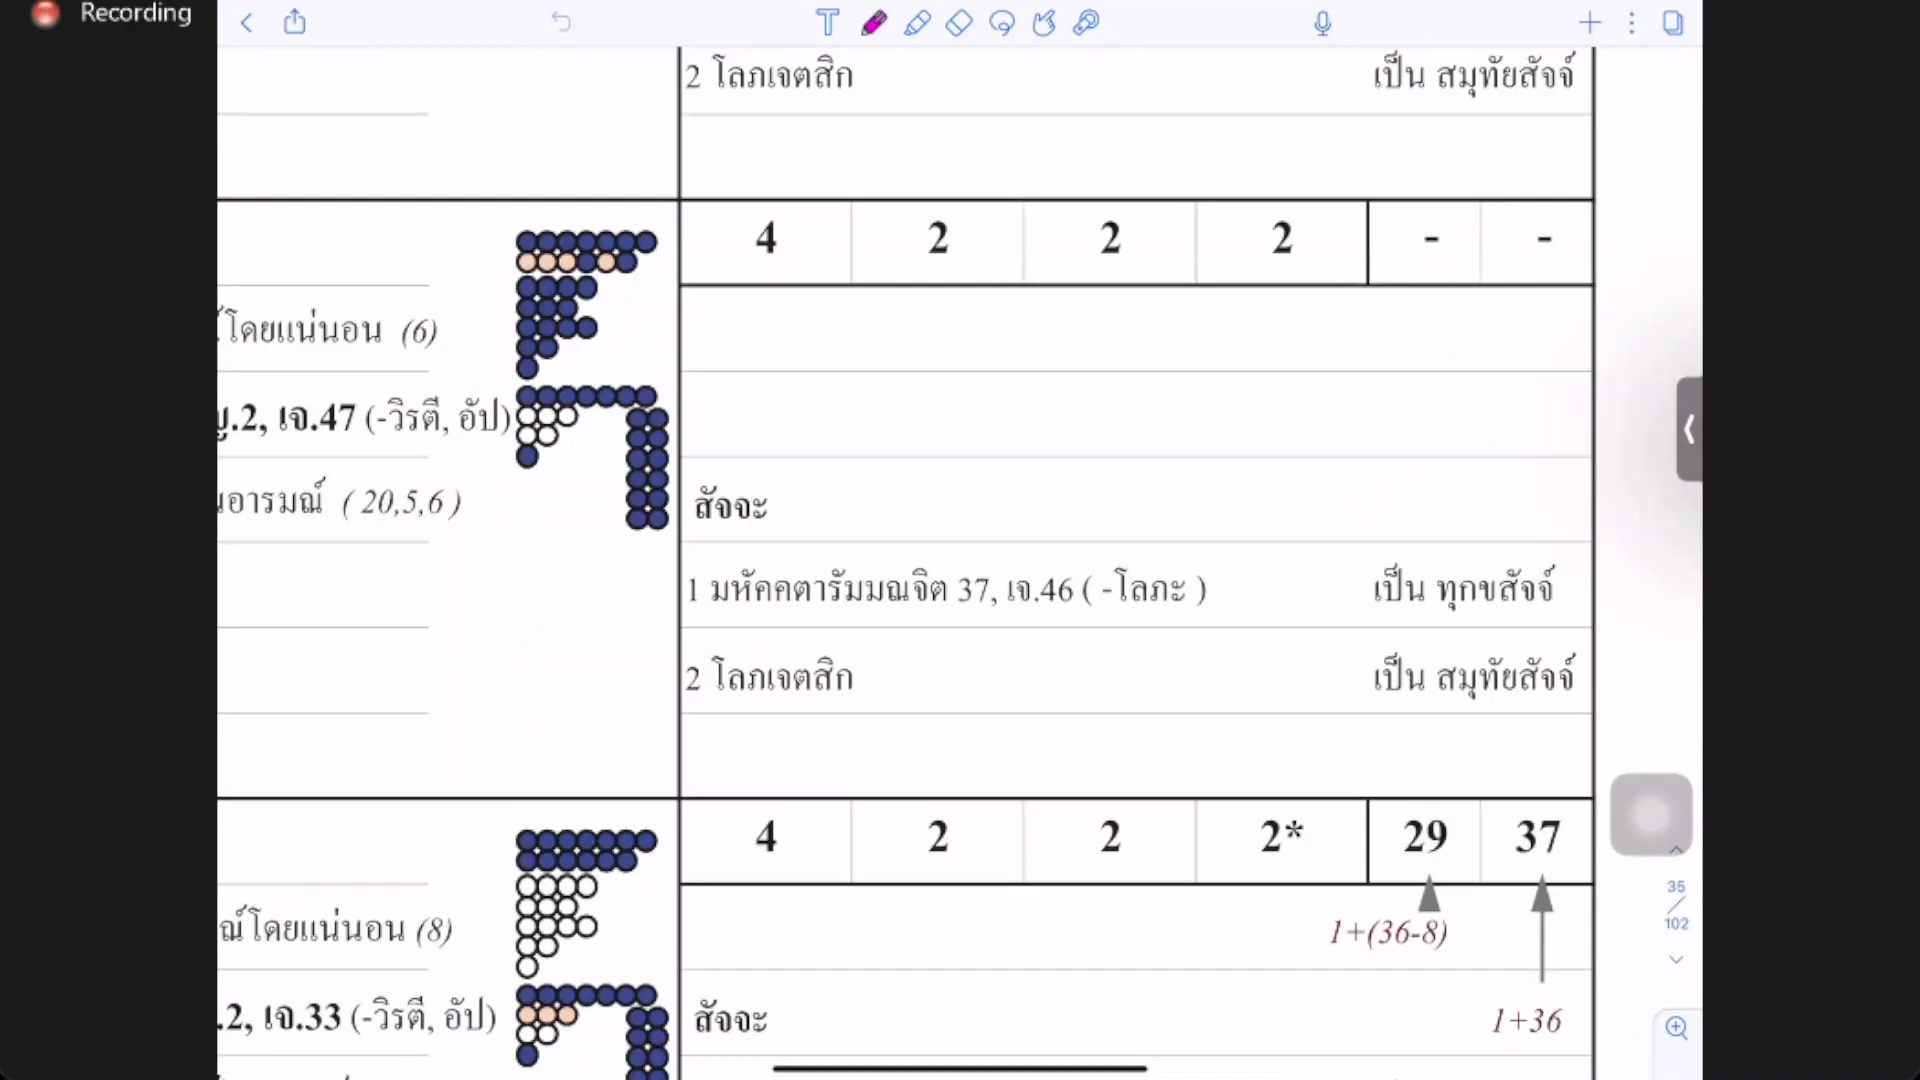 Recording
2 โลภเจตสิก เป็น สมุทัยสัจจ์
4 2 2 2 - -
โดยแน่นอน (6)
.2, เจ.47 (-วิรตี, อัป)
อารมณ์ ( 20,5,6 )
สัจจะ
1 มหัคคตารัมมณจิต 37, เจ.46 ( -โลภะ ) เป็น ทุกขสัจจ์
2 โลภเจตสิก เป็น สมุทัยสัจจ์
4 2 2 2* 29 37
ณ์โดยแน่นอน (8)
1+(36-8)
.2, เจ.33 (-วิรตี, อัป)
สัจจะ
1+36
35
/
102